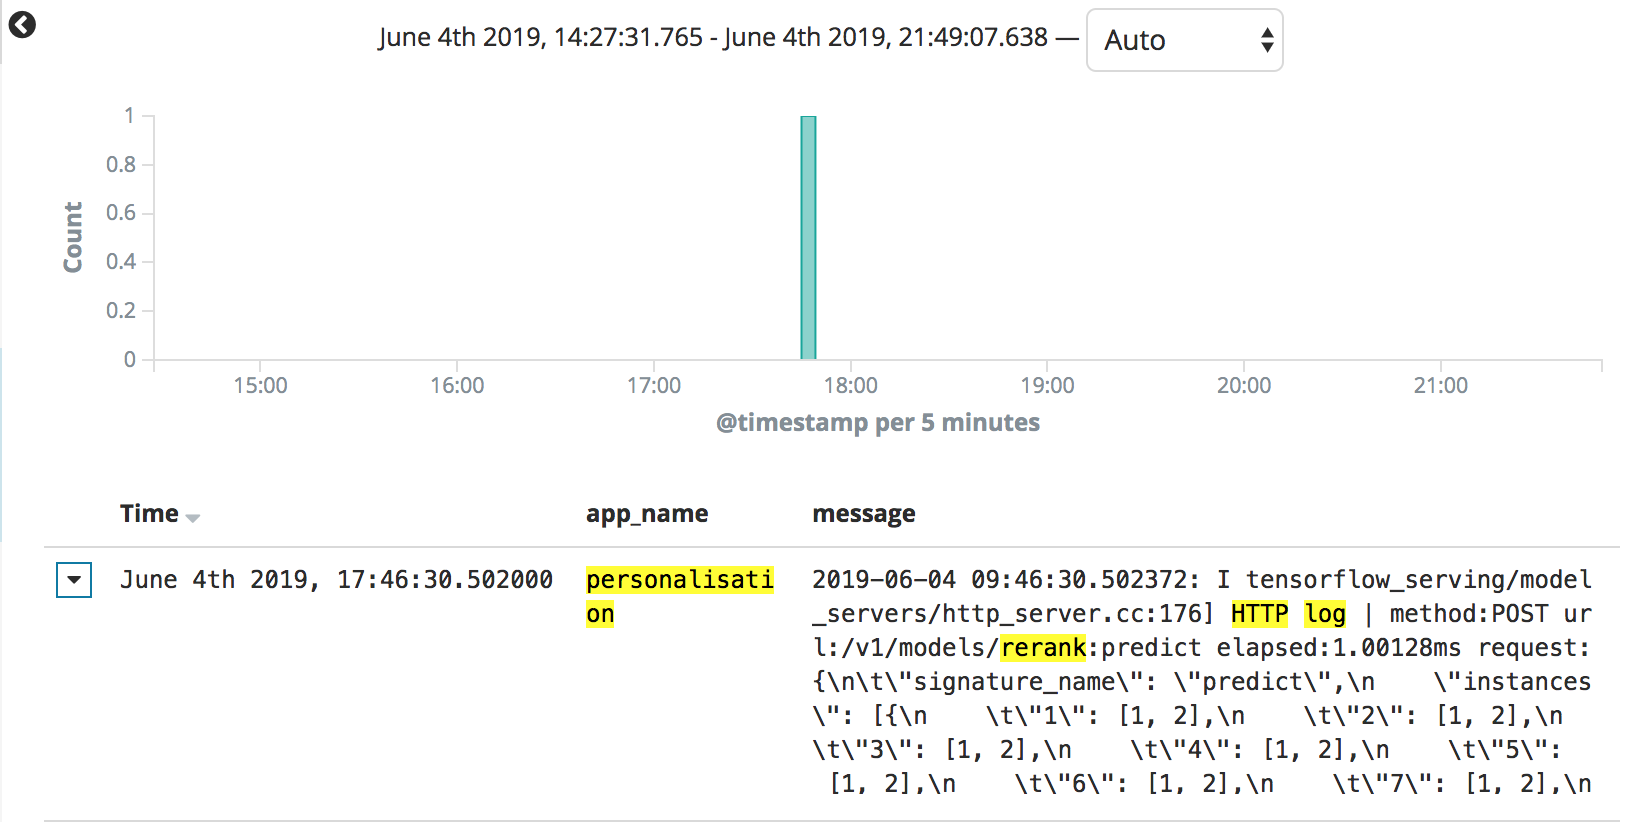 June 4th 2019, 14:27:31.765 - June 4th 2019, 21:49:07.638 — Auto
1
0.8
0.6
0.4
0.2
0
Count
15:00 16:00 17:00 18:00 19:00 20:00 21:00
@timestamp per 5 minutes
Time app_name message
June 4th 2019, 17:46:30.502000
personalisati
on
2019-06-04 09:46:30.502372: I tensorflow_serving/model
_servers/http_server.cc:176] HTTP log | method:POST ur
l:/v1/models/rerank:predict elapsed:1.00128ms request:
{\n\t\"signature_name\": \"predict\",\n    \"instances
\": [{\n    \t\"1\": [1, 2],\n    \t\"2\": [1, 2],\n
\t\"3\": [1, 2],\n    \t\"4\": [1, 2],\n    \t\"5\":
[1, 2],\n    \t\"6\": [1, 2],\n    \t\"7\": [1, 2],\n